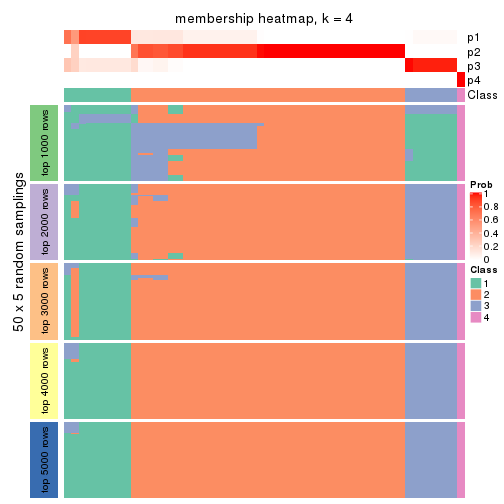 membership heatmap, k = 4
p1
p2
p3
p4
Class
50 x 5 random samplings
top 1000 rows
top 2000 rows
top 3000 rows
top 4000 rows
top 5000 rows
Prob
1
0.8
0.6
0.4
0.2
0
Class
1
2
3
4